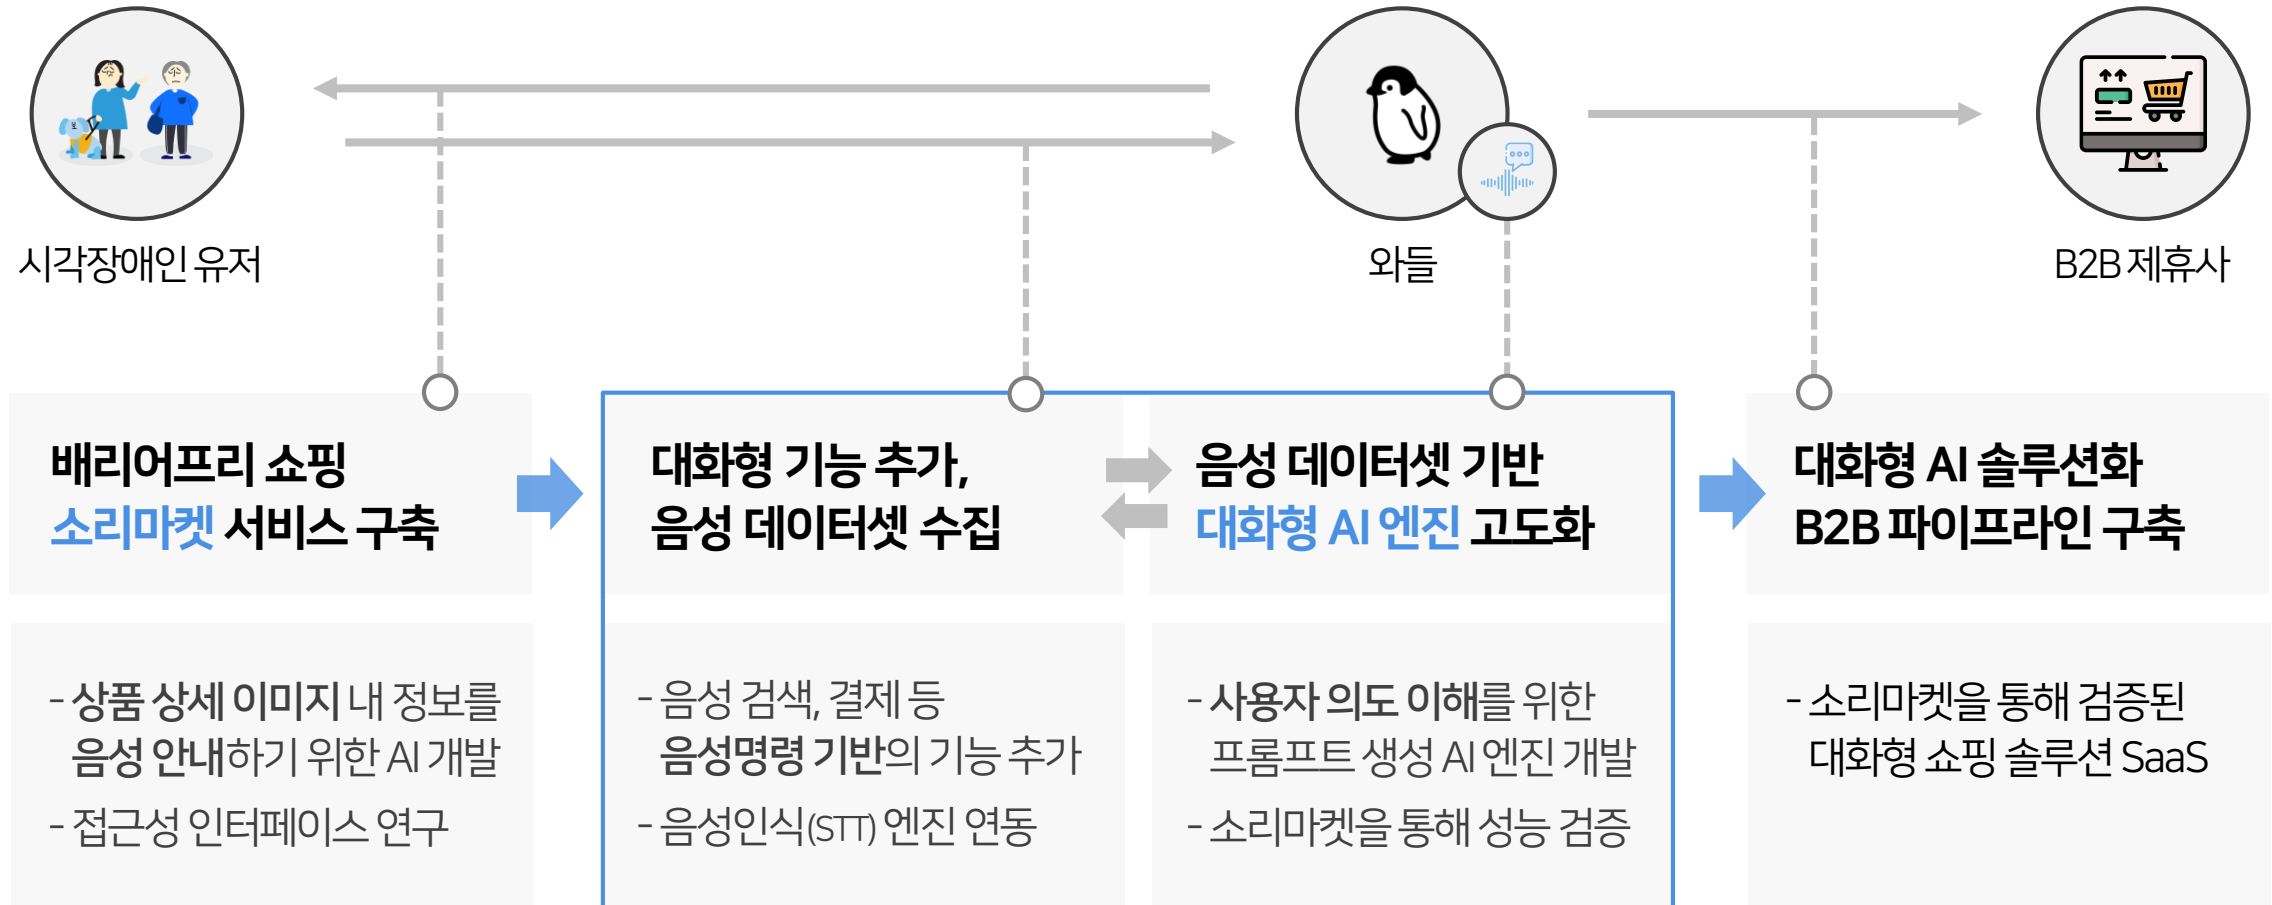 시각장애인 유저
와들
B2B 제휴사
배리어프리 쇼핑
소리마켓 서비스 구축
대화형 기능 추가,
음성 데이터셋 수집
음성 데이터셋 기반
대화형 AI 엔진 고도화
대화형 AI 솔루션화
B2B 파이프라인 구축
- 상품 상세 이미지 내 정보를
음성 안내하기 위한 AI 개발
- 접근성 인터페이스 연구
- 음성 검색, 결제 등
음성명령 기반의 기능 추가
- 음성인식(STT) 엔진 연동
- 사용자 의도 이해를 위한
프롬프트 생성 AI 엔진 개발
- 소리마켓을 통해 성능 검증
- 소리마켓을 통해 검증된
대화형 쇼핑 솔루션 SaaS